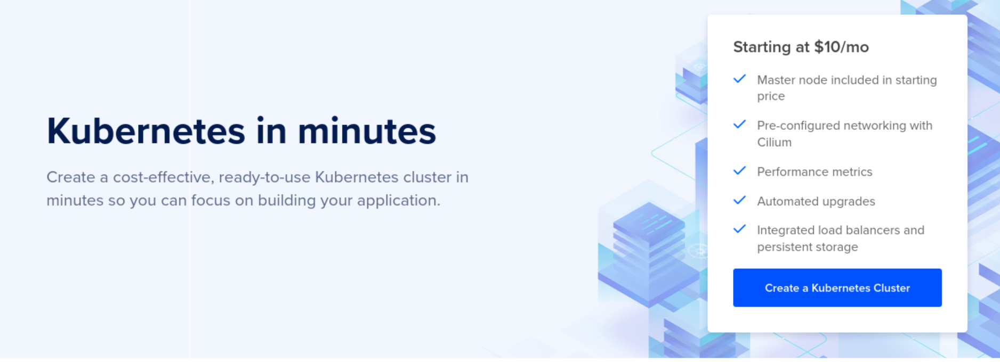 Kubernetes in minutes
Create a cost-effective, ready-to-use Kubernetes cluster in
minutes so you can focus on building your application.
Starting at $10/mo
Master node included in starting
price
Pre-configured networking with
Cilium
Performance metrics
Automated upgrades
Integrated load balancers and
persistent storage
Create a Kubernetes Cluster